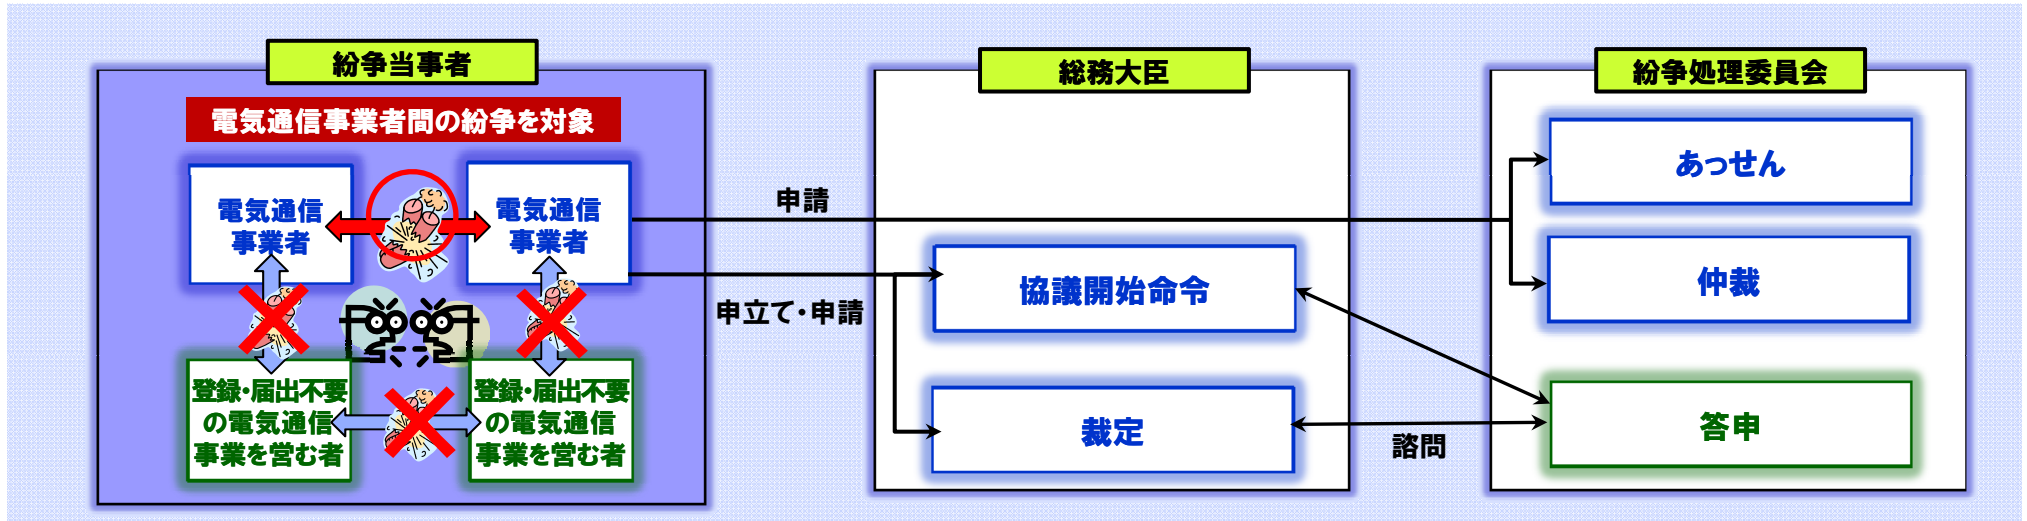 紛争当事者
電気通信事業者間の紛争を対象
電気通信
事業者
電気通信
事業者
登録・届出不要
の電気通信
事業を営む者
登録・届出不要
の電気通信
事業を営む者
申請
申立て・申請
総務大臣
協議開始命令
裁定
諮問
紛争処理委員会
あっせん
仲裁
答申